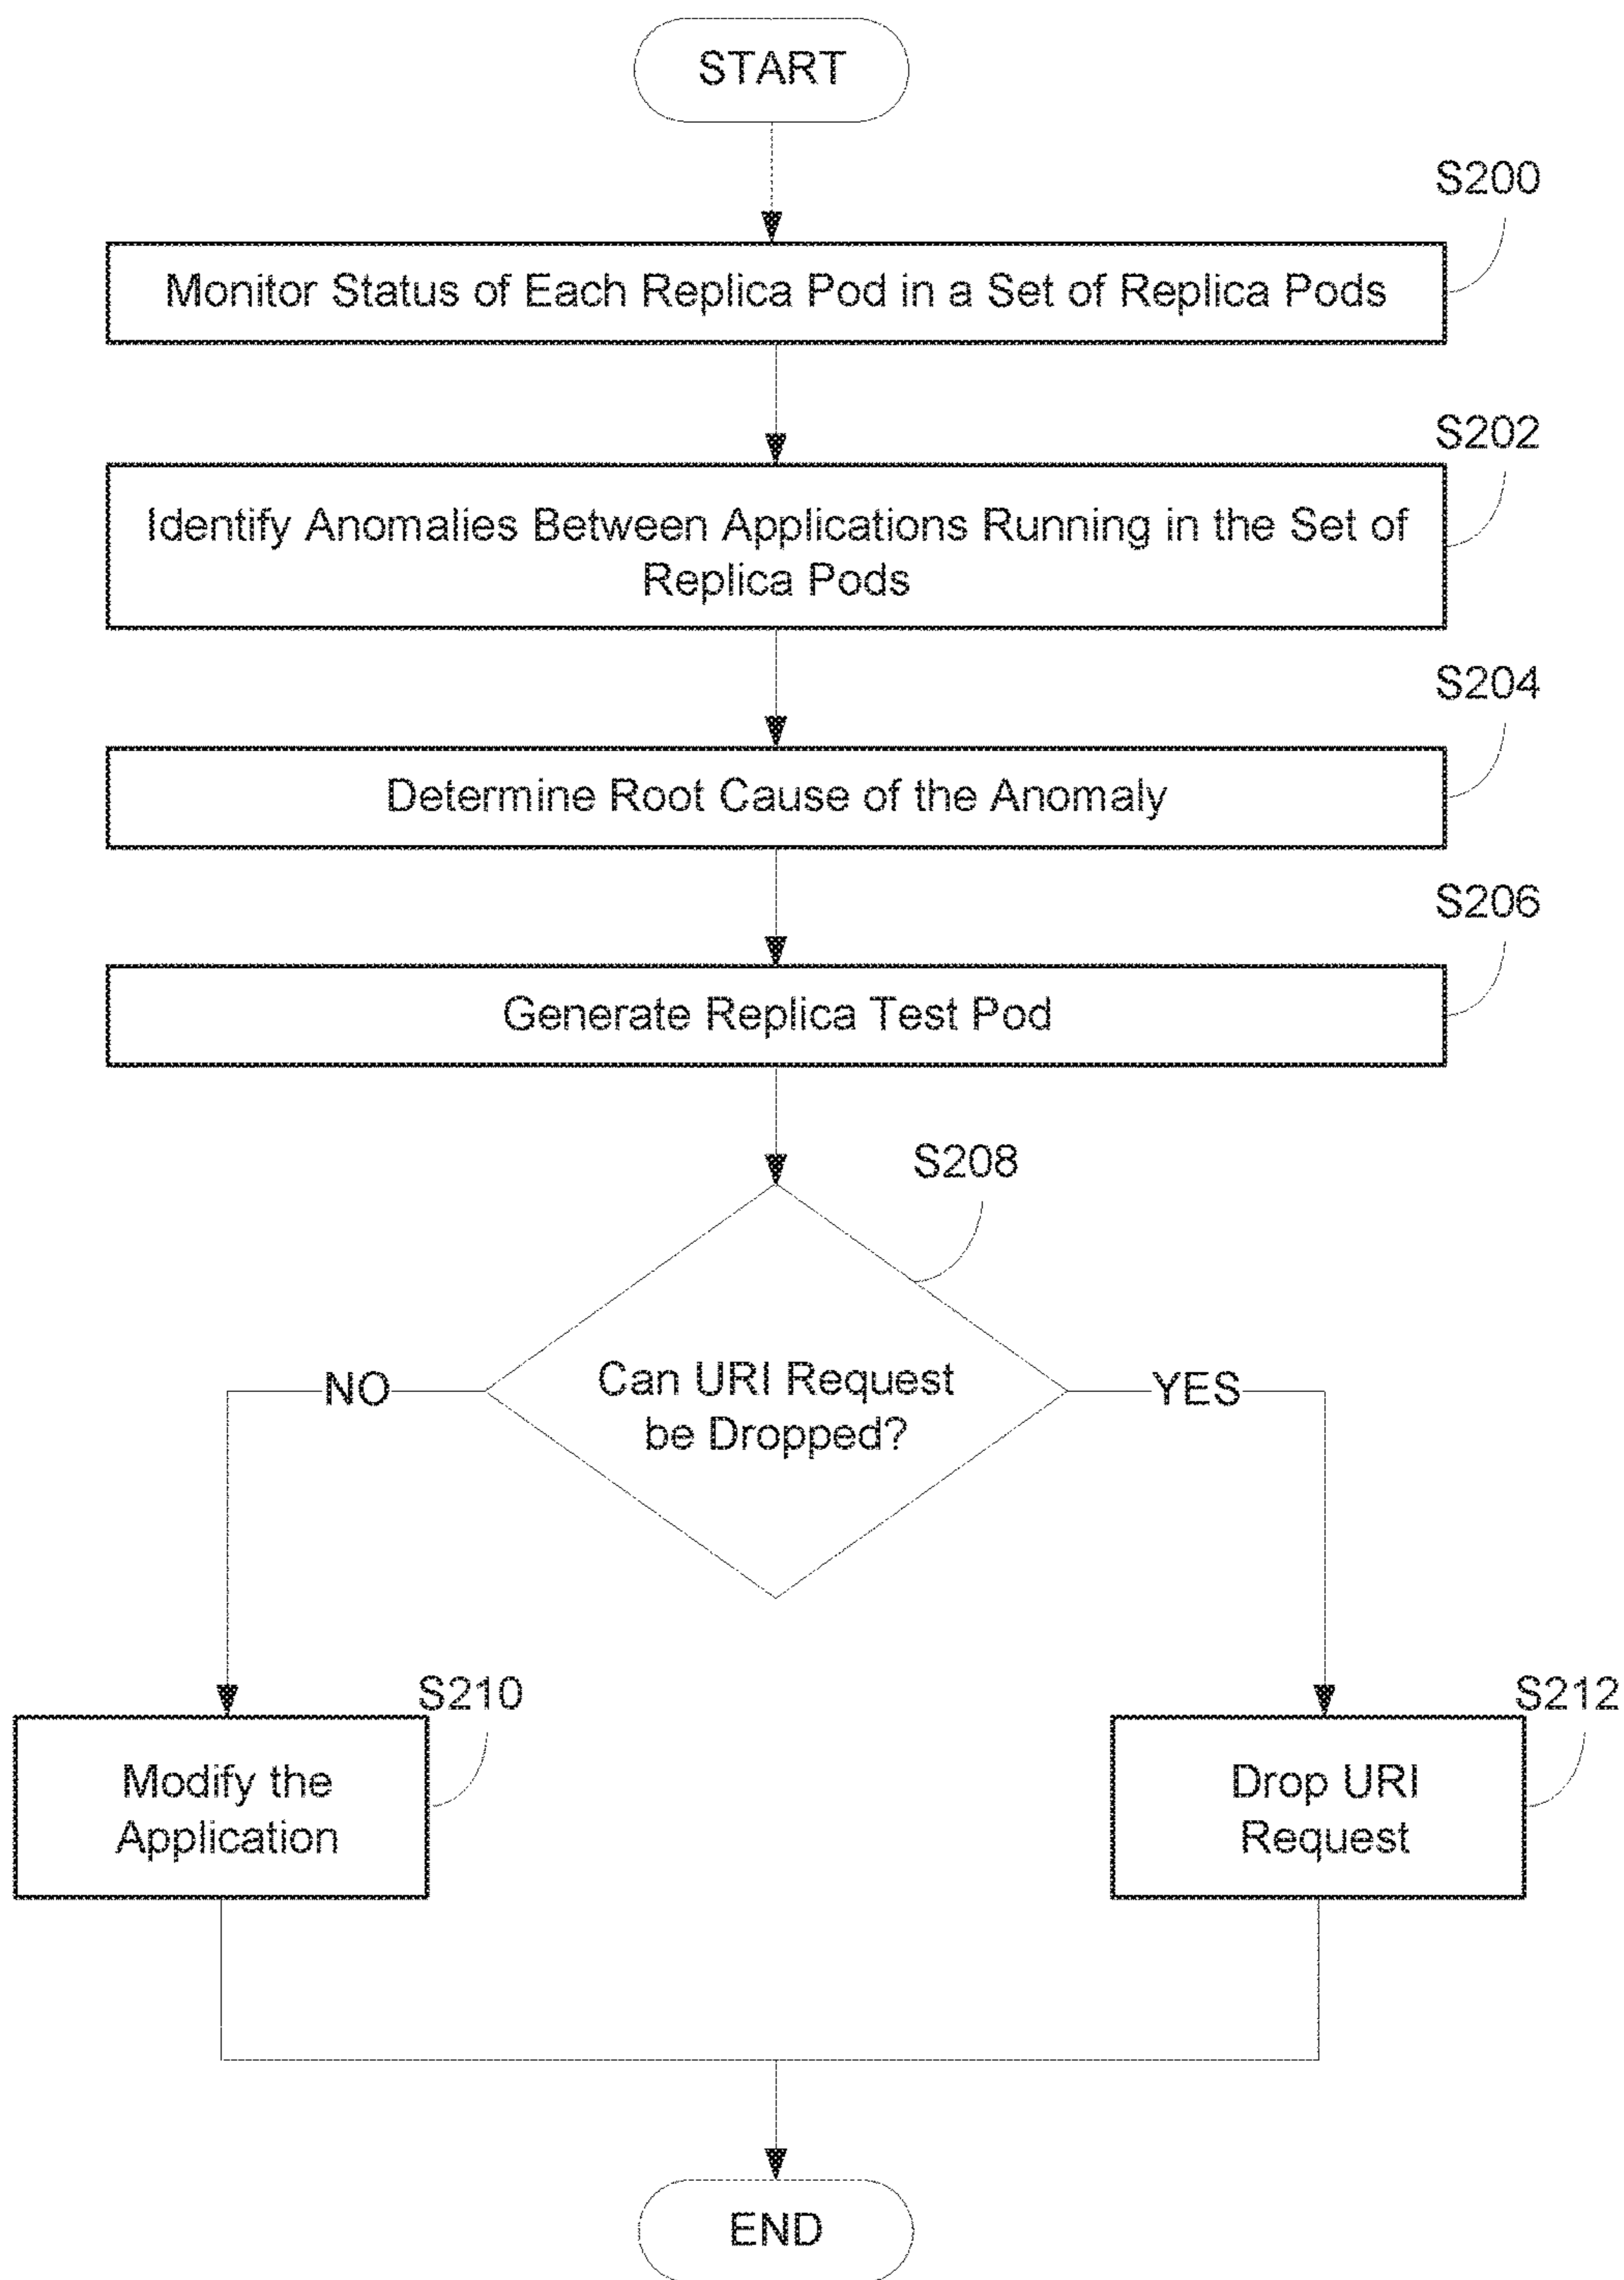 START
S200
Monitor Status of Each Replica Pod in a Set of Replica Pods
S202
Identify Anomalies Between Applications Running in the Set of
Replica Pods
S204
Determine Root Cause of the Anomaly
S206
Generate Replica Test Pod
S208
Can URI Request
be Dropped?
NO
YES
S210
Modify the
Application
S212
Drop URI
Request
END